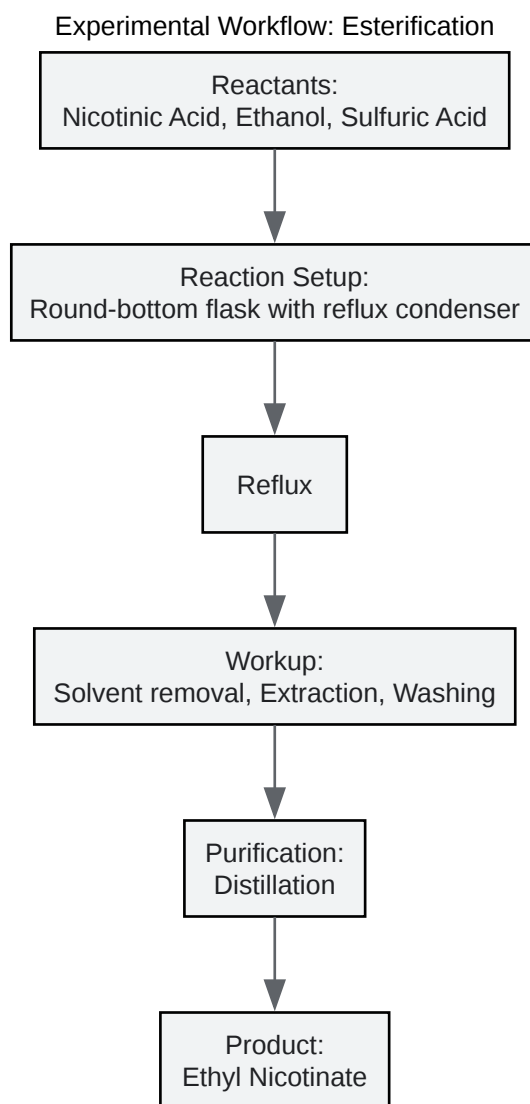 Experimental Workflow: Esterification
Reactants:
Nicotinic Acid, Ethanol, Sulfuric Acid
Reaction Setup:
Round-bottom flask with reflux condenser
Reflux
Workup:
Solvent removal, Extraction, Washing
Purification:
Distillation
Product:
Ethyl Nicotinate